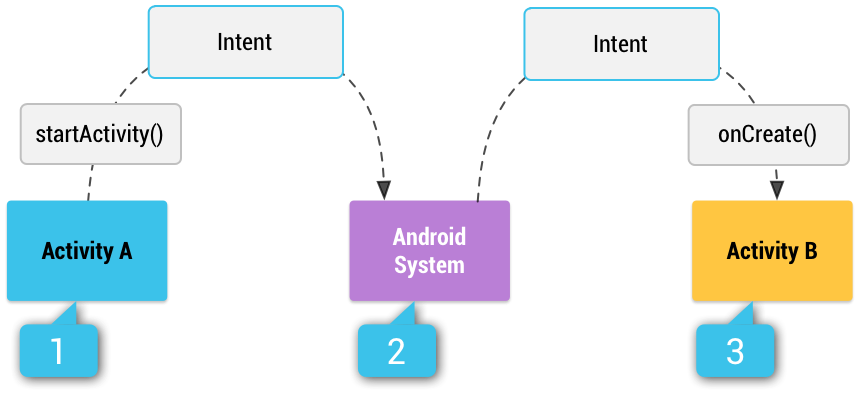 Intent
Intent
startActivity()
onCreate()
Activity A
Android
System
Activity B
1
2
3